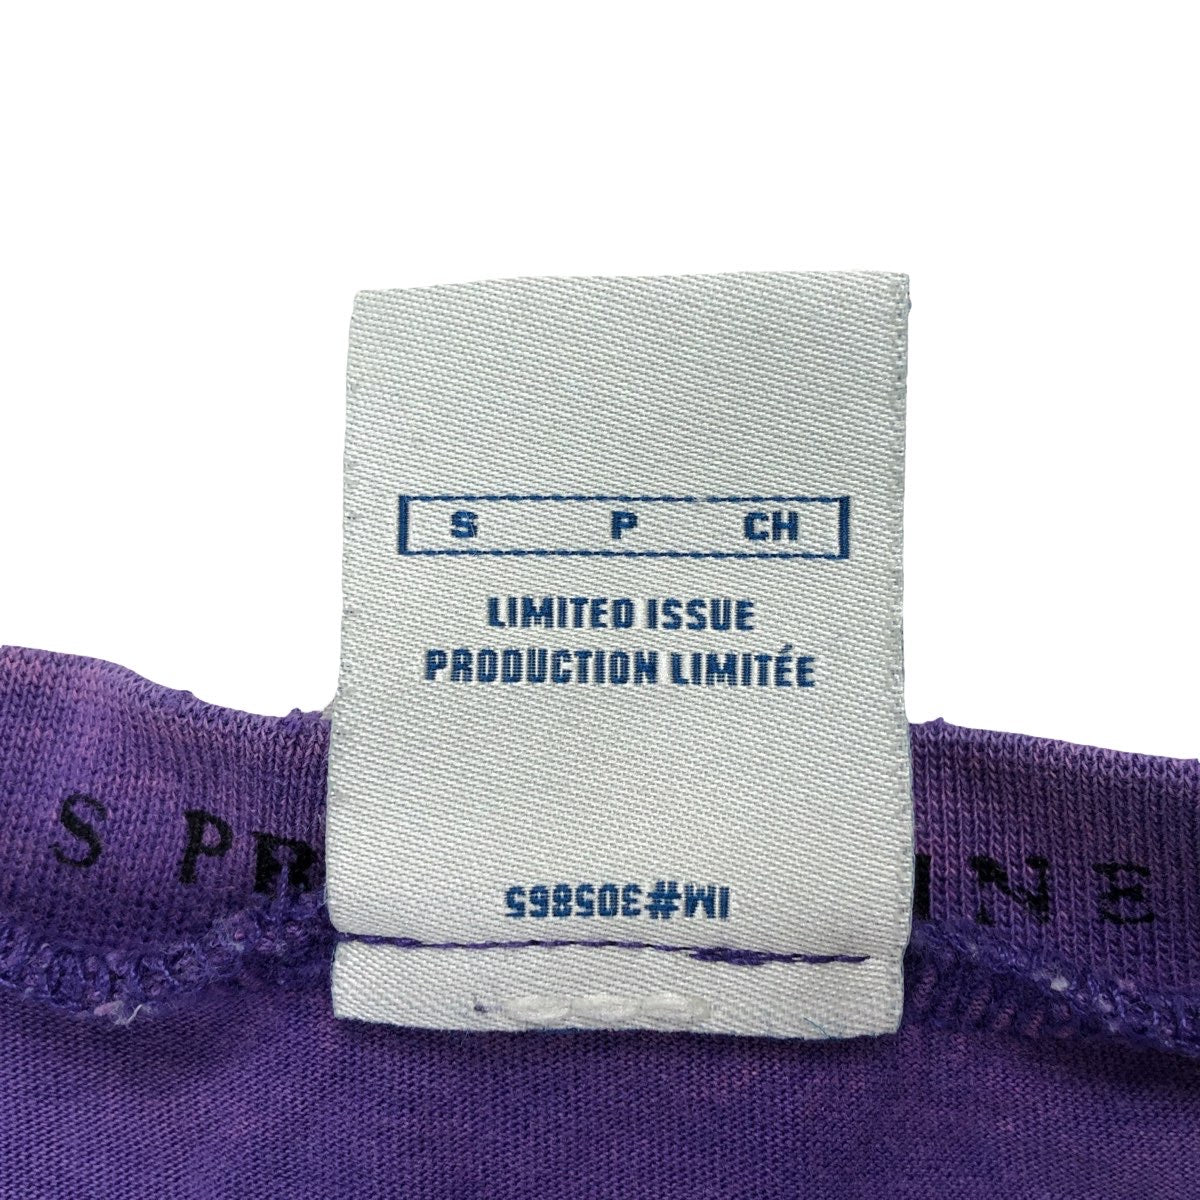 S P CH
LIMITED ISSUE
PRODUCTION LIMITÉE
IM#305865